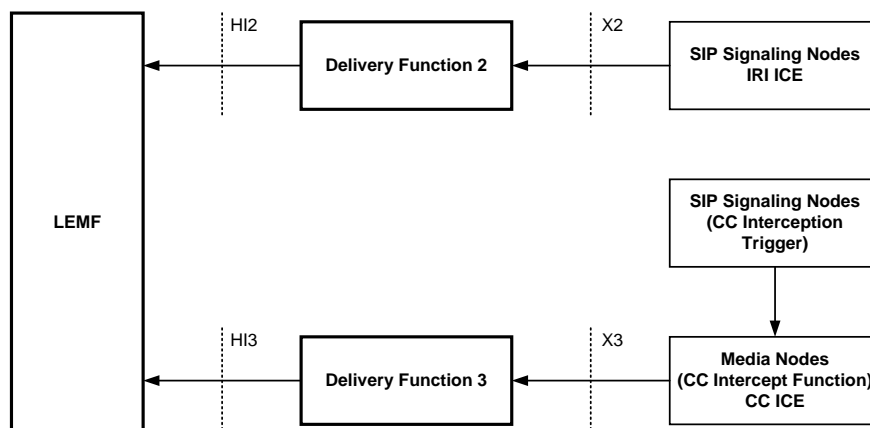 HI2
X2
Delivery Function 2
SIP Signaling Nodes
IRI ICE
LEMF
SIP Signaling Nodes
(CC Interception
Trigger)
HI3
X3
Delivery Function 3
Media Nodes
(CC Intercept Function)
CC ICE